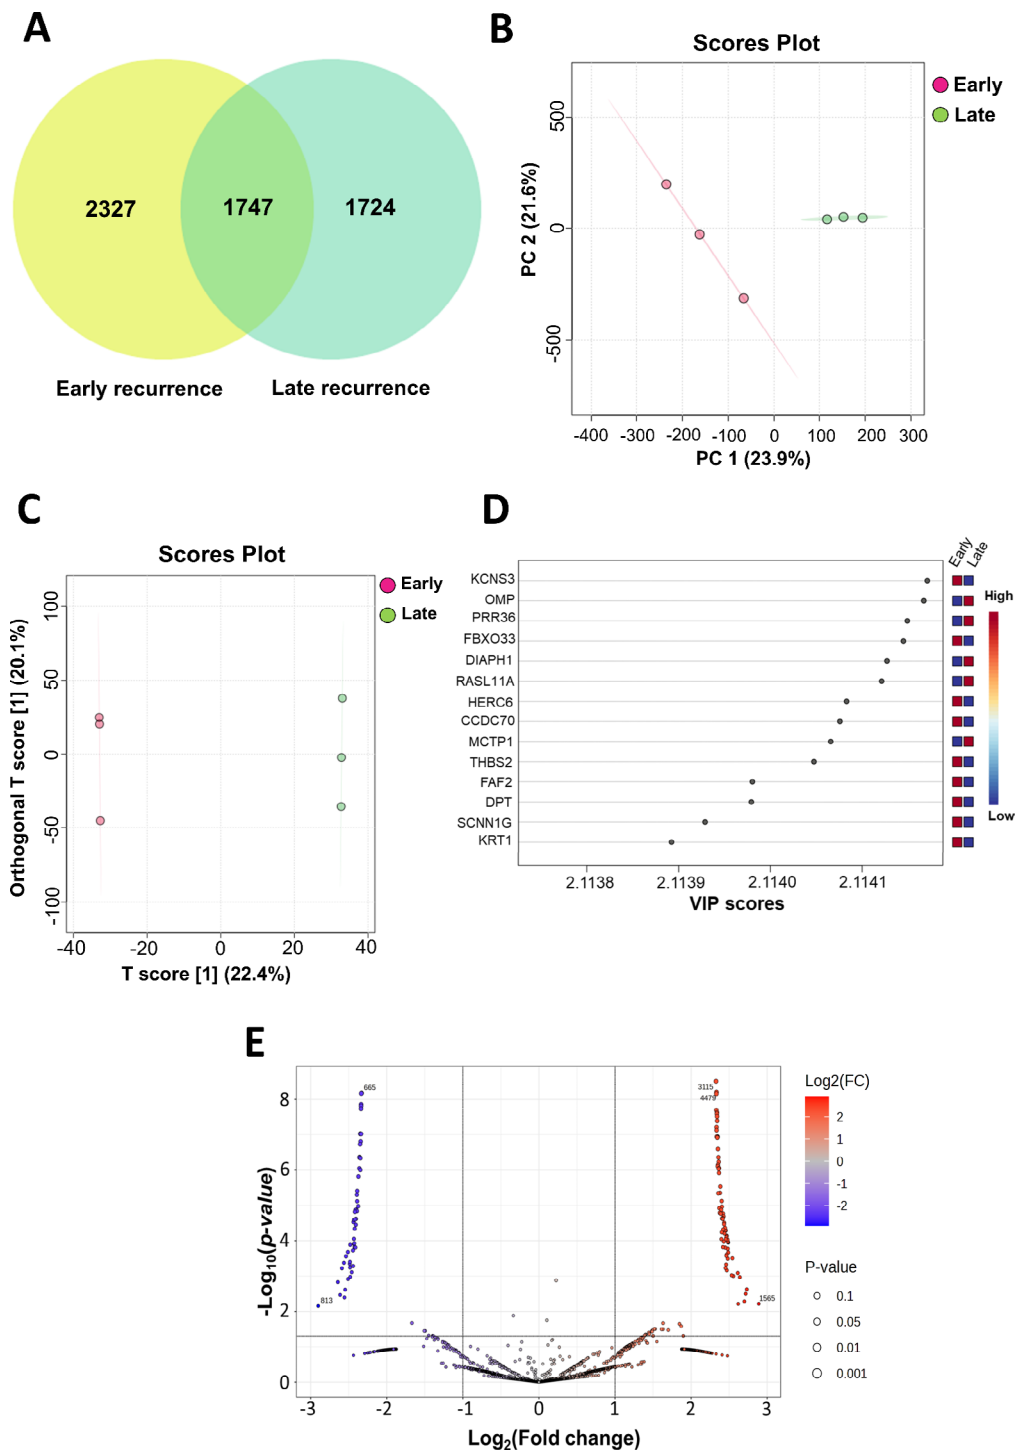 A
2327
1747
1724
Early recurrence
Late recurrence
B
Scores Plot
Early
Late
PC 2 (21.6%)
500
0
-500
-400 -300 -200 -100 0 100 200 300
PC 1 (23.9%)
C
Scores Plot
Early
Late
Orthogonal T score [1] (20.1%)
100
50
0
-50
-100
-40 -20 0 20 40
T score [1] (22.4%)
D
Early Late
KCNS3
OMP
PRR36
FBXO33
DIAPH1
RASL11A
HERC6
CCDC70
MCTP1
THBS2
FAF2
DPT
SCNN1G
KRT1
High
Low
2.1138 2.1139 2.1140 2.1141
VIP scores
E
-Log10(p-value)
8
6
4
2
0
665
3115
4479
813
1565
-3 -2 -1 0 1 2 3
Log2(Fold change)
Log2(FC)
2
1
0
-1
-2
P-value
0.1
0.05
0.01
0.001